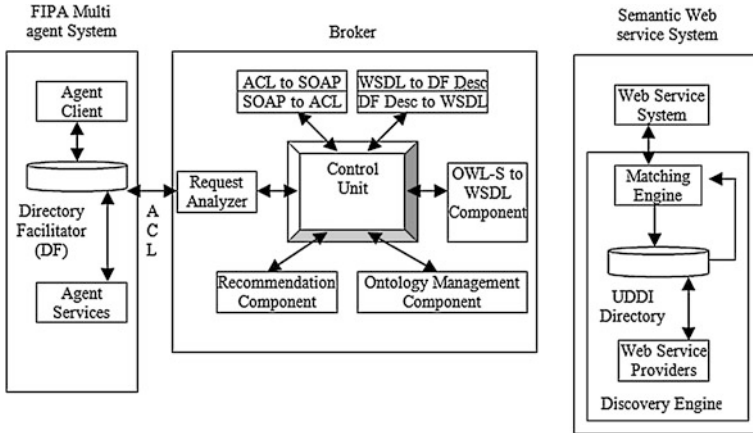 FIPA Multi
agent System
Agent
Client
Directory
Facilitator
(DF)
Agent
Services
A
C
L
Broker
ACL to SOAP
SOAP to ACL
WSDL to DF Desc
DF Desc to WSDL
Request
Analyzer
Control
Unit
OWL-S to
WSDL
Component
Recommendation
Component
Ontology Management
Component
Semantic Web
service System
Web Service
System
Matching
Engine
UDDI
Directory
Web Service
Providers
Discovery Engine